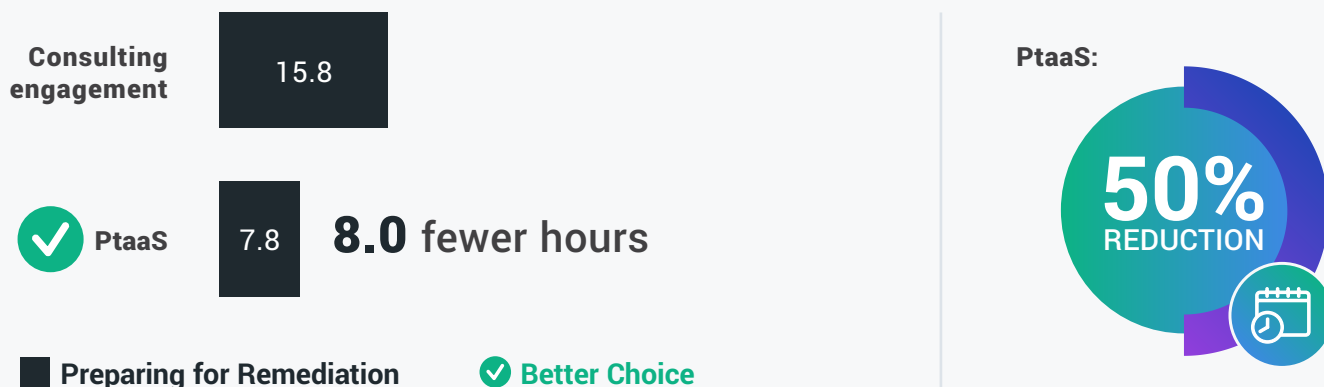 Consulting
engagement
15.8
PtaaS
7.8
8.0 fewer hours
Preparing for Remediation
Better Choice
PtaaS:
50%
REDUCTION